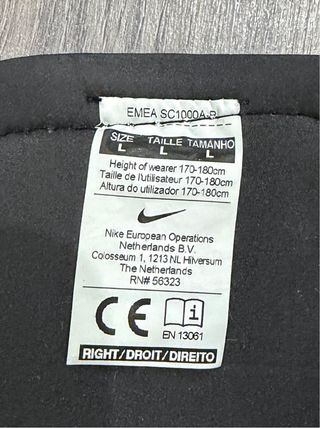 EMEA SC1000A-R
SIZE TAILLE TAMANHO
L L L
Height of wearer 170-180cm
Taille de l'utilisateur 170-180cm
Altura do utilizador 170-180cm
Nike European Operations
Netherlands B.V.
Colosseum 1, 1213 NL Hilversum
The Netherlands
RN# 56323
CE i
EN 13061
RIGHT/DROIT/DIREITO